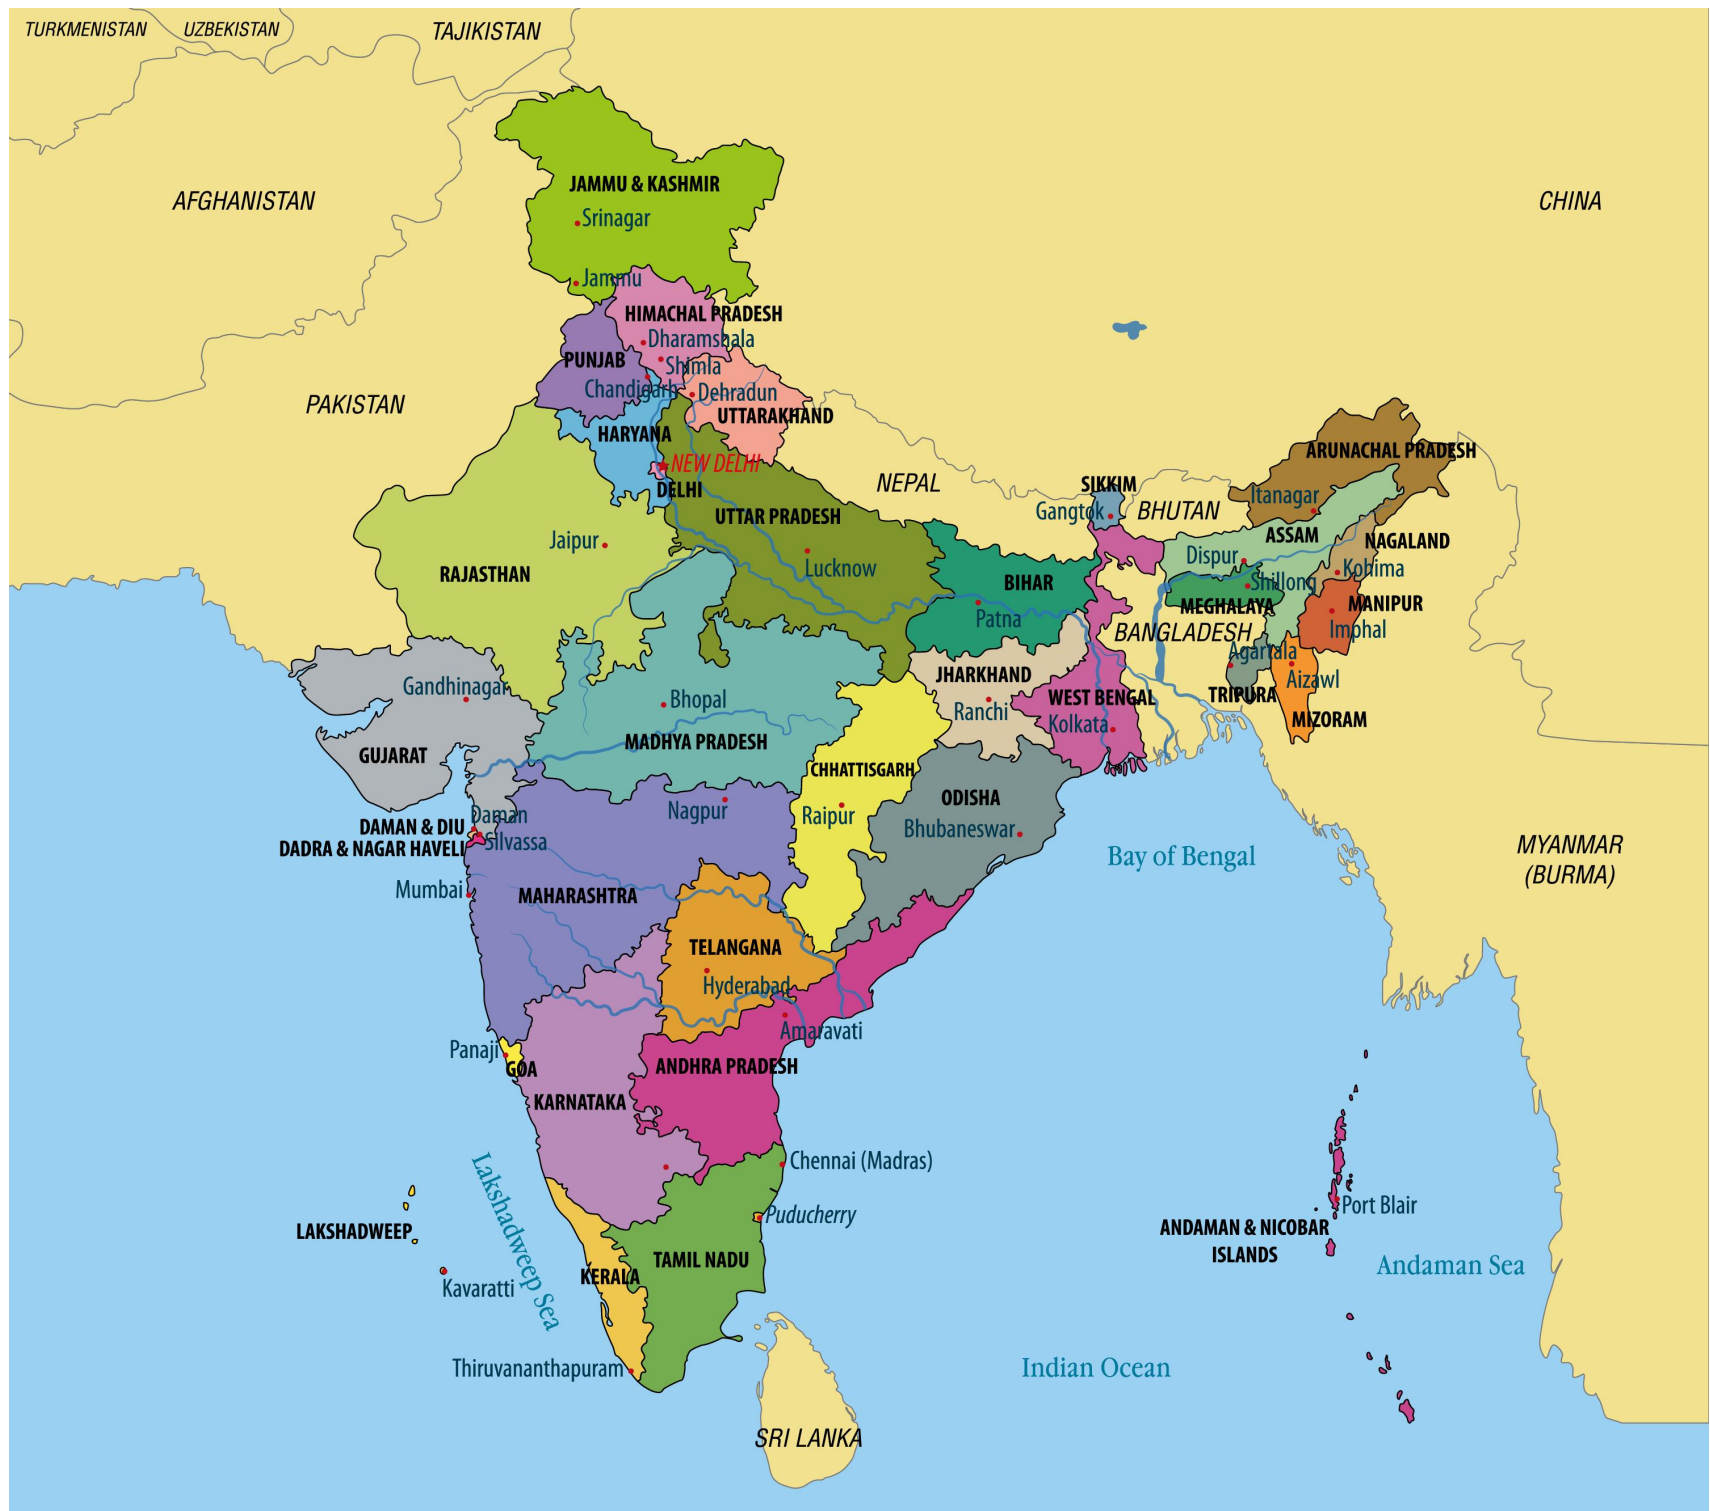 TURKMENISTAN
UZBEKISTAN
TAJIKISTAN
AFGHANISTAN
CHINA
JAMMU & KASHMIR
Srinagar
Jammu
HIMACHAL PRADESH
Dharamshala
PUNJAB
Shimla
Chandigarh
Dehradun
PAKISTAN
UTTARAKHAND
HARYANA
ARUNACHAL PRADESH
NEW DELHI
NEPAL
SIKKIM
DELHI
Itanagar
Gangtok
BHUTAN
UTTAR PRADESH
ASSAM
NAGALAND
Jaipur
Dispur
Lucknow
Kohima
RAJASTHAN
BIHAR
Shillong
MEGHALAYA
MANIPUR
Patna
BANGLADESH
Imphal
Agartala
JHARKHAND
Aizawl
Gandhinagar
Bhopal
WEST BENGAL
TRIPURA
Ranchi
MIZORAM
Kolkata
MADHYA PRADESH
GUJARAT
CHHATTISGARH
ODISHA
Nagpur
Raipur
Daman
DAMAN & DIU
Bhubaneswar
Silvassa
DADRA & NAGAR HAVELI
MYANMAR
(BURMA)
Bay of Bengal
Mumbai
MAHARASHTRA
TELANGANA
Hyderabad
Amaravati
Panaji
GOA
ANDHRA PRADESH
KARNATAKA
Chennai (Madras)
Lakshadweep Sea
Port Blair
Puducherry
LAKSHADWEEP
ANDAMAN & NICOBAR
ISLANDS
TAMIL NADU
Andaman Sea
KERALA
Kavaratti
Thiruvananthapuram
Indian Ocean
SRI LANKA